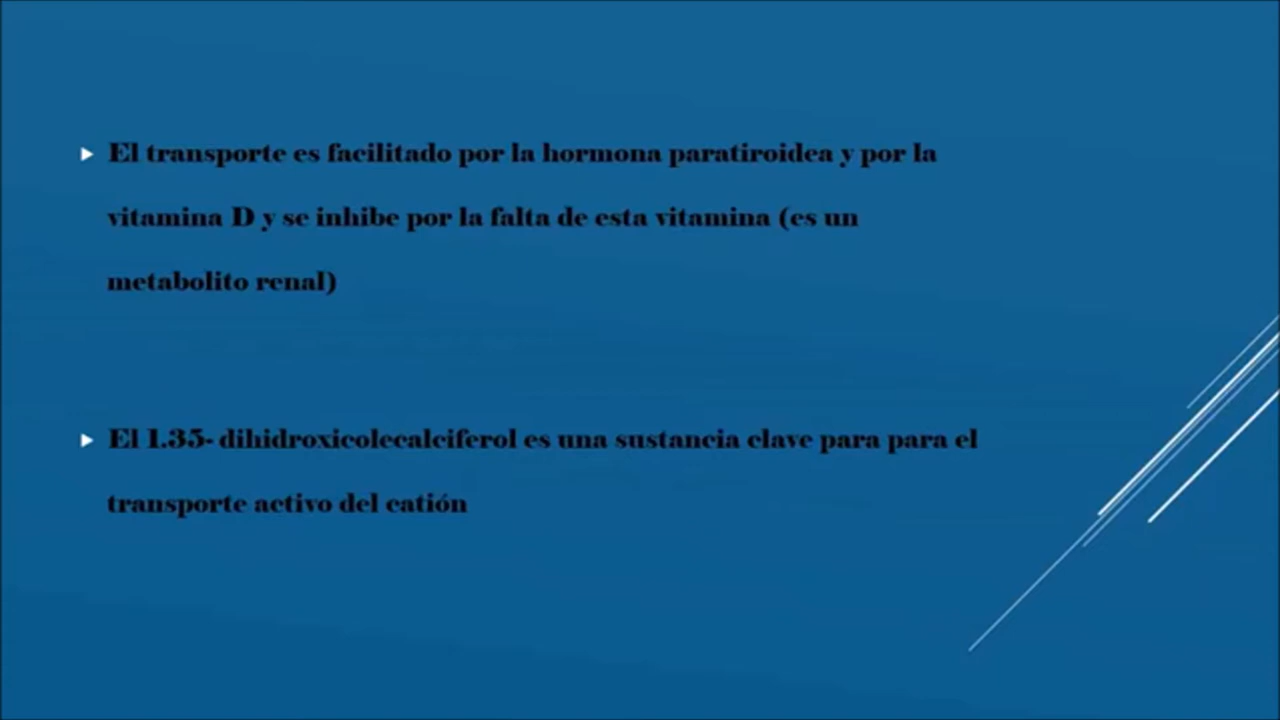 El transporte es facilitado por la hormona paratiroidea y por la
vitamina D y se inhibe por la falta de esta vitamina (es un
metabolito renal)
El 1.35- dihidroxicolecalciferol es una sustancia clave para para el
transporte activo del catión